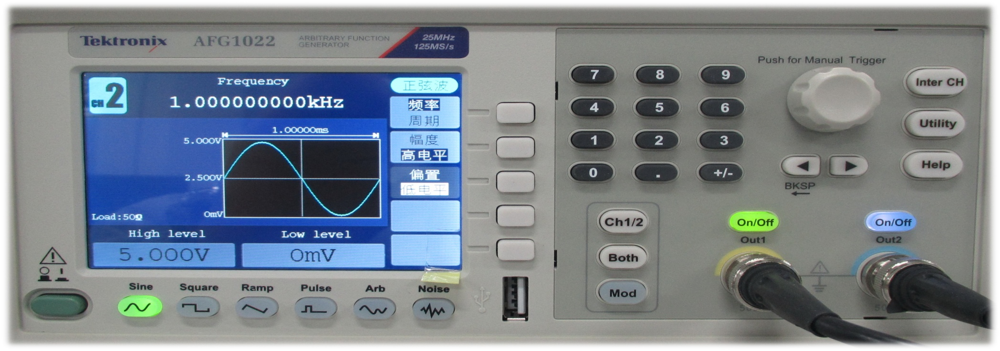 Tektronix AFG1022 ARBITRARY FUNCTION GENERATOR
25MHz
125MS/s
CH 2
Frequency
1.000000000kHz
正弦波
频率
周期
幅度
高电平
偏置
低电平
1.00000ms
5.000V
2.500V
0mV
Load:50Ω
High level
Low level
5.000V
0mV
Sine
Square
Ramp
Pulse
Arb
Noise
7 8 9
4 5 6
1 2 3
0 . +/-
Push for Manual Trigger
BKSP
Inter CH
Utility
Help
Ch1/2
Both
Mod
On/Off
Out1
On/Off
Out2